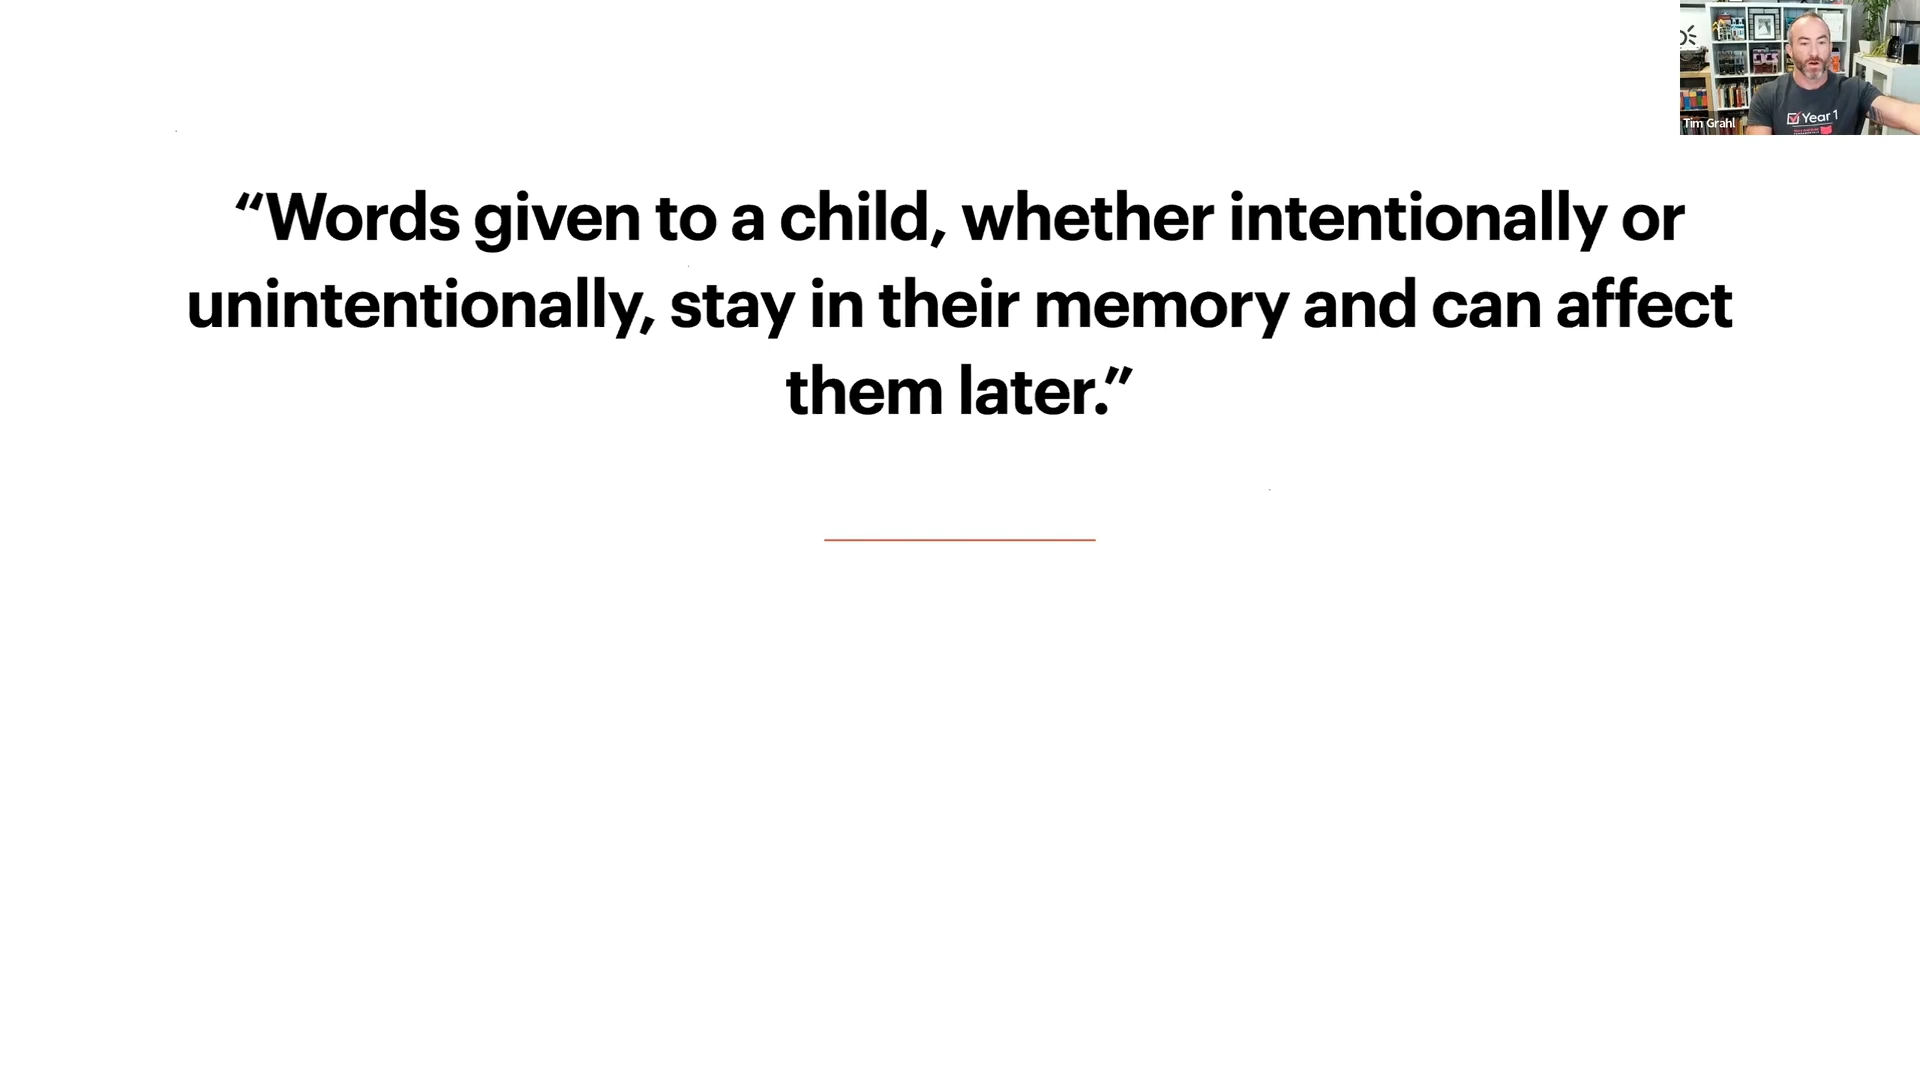 “Words given to a child, whether intentionally or
unintentionally, stay in their memory and can affect
them later.”
Year 1
Tim Grahl